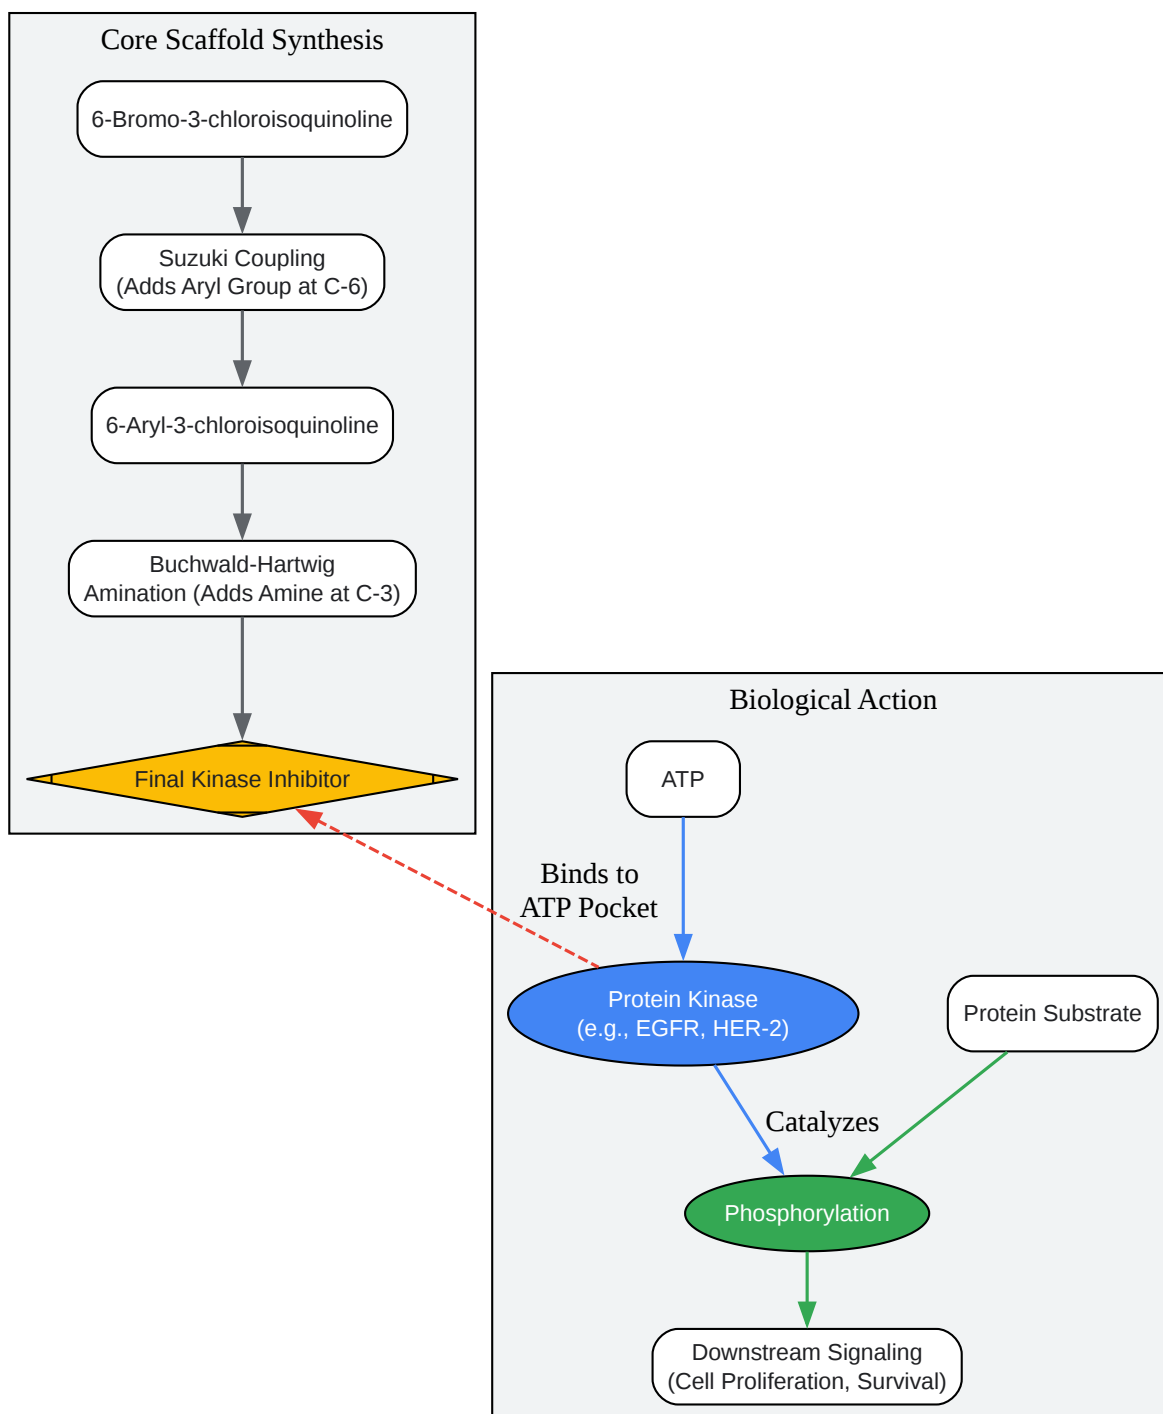 Core Scaffold Synthesis
6-Bromo-3-chloroisoquinoline
Suzuki Coupling
(Adds Aryl Group at C-6)
6-Aryl-3-chloroisoquinoline
Buchwald-Hartwig
Amination (Adds Amine at C-3)
Final Kinase Inhibitor
Biological Action
ATP
Binds to
ATP Pocket
Protein Kinase
(e.g., EGFR, HER-2)
Protein Substrate
Catalyzes
Phosphorylation
Downstream Signaling
(Cell Proliferation, Survival)